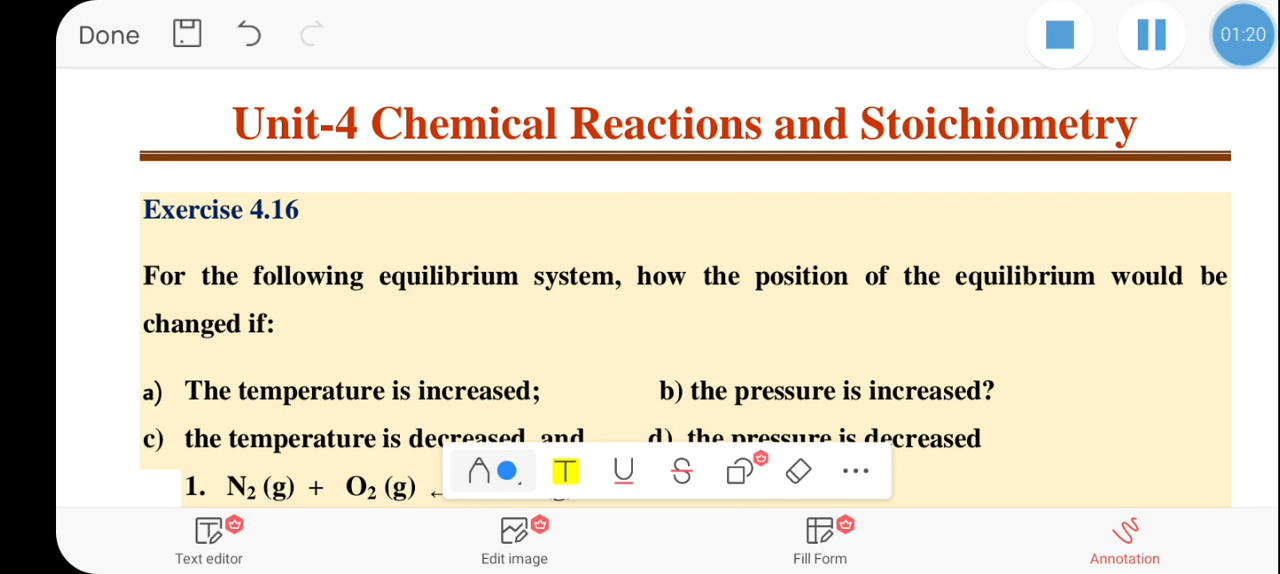 Done
01:20
Unit-4 Chemical Reactions and Stoichiometry
Exercise 4.16
For the following equilibrium system, how the position of the equilibrium would be
changed if:
a) The temperature is increased; b) the pressure is increased?
c) the temperature is decreased and d) the pressure is decreased
1. N₂ (g) + O₂ (g)
T U S
Text editor Edit image Fill Form Annotation